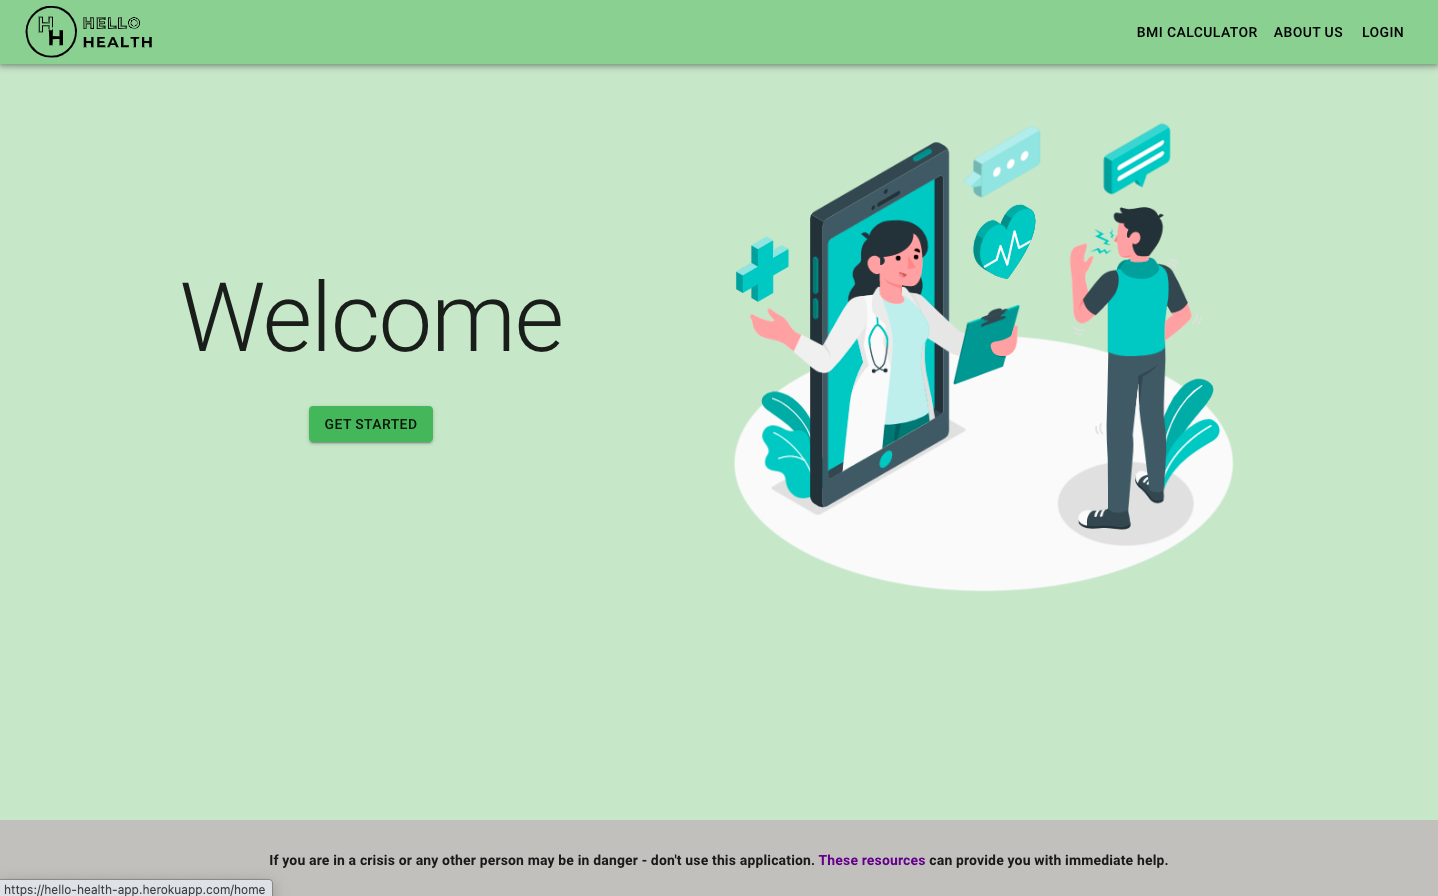 HELLO
HEALTH
BMI CALCULATOR ABOUT US LOGIN
Welcome
GET STARTED
If you are in a crisis or any other person may be in danger - don't use this application. These resources can provide you with immediate help.
https://hello-health-app.herokuapp.com/home